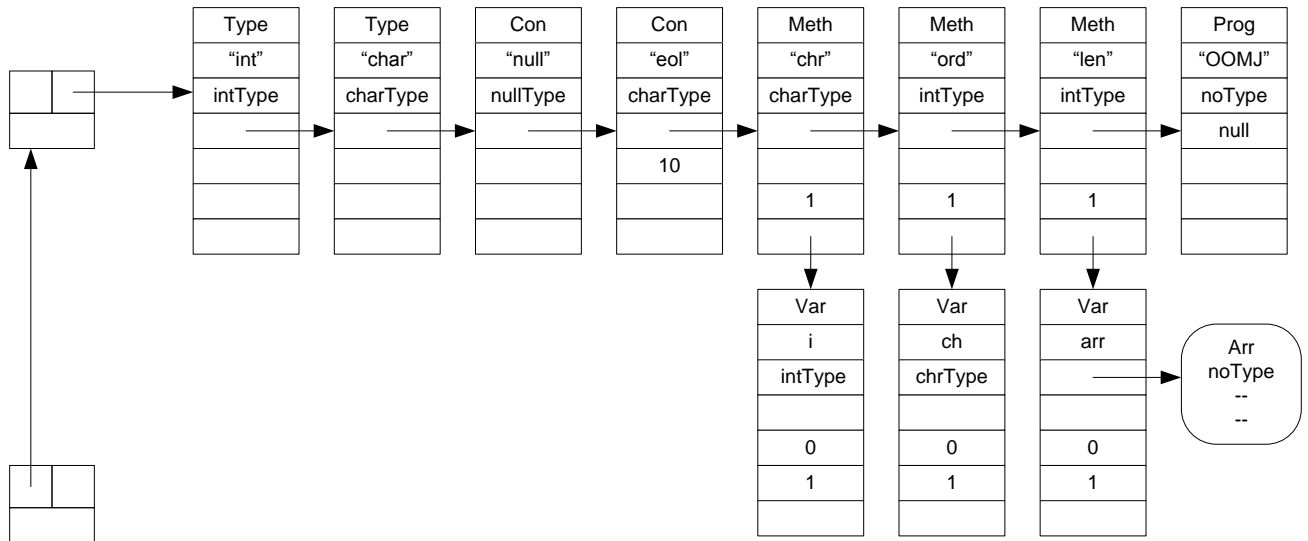 Type Type Con Con Meth Meth Meth Prog
“int” “char” “null” “eol” “chr” “ord” “len” “OOMJ”
intType charType nullType charType charType intType intType noType
null
10
1 1 1
Var Var Var
i ch arr
intType chrType
0 0 0
1 1 1
Arr
noType
--
--